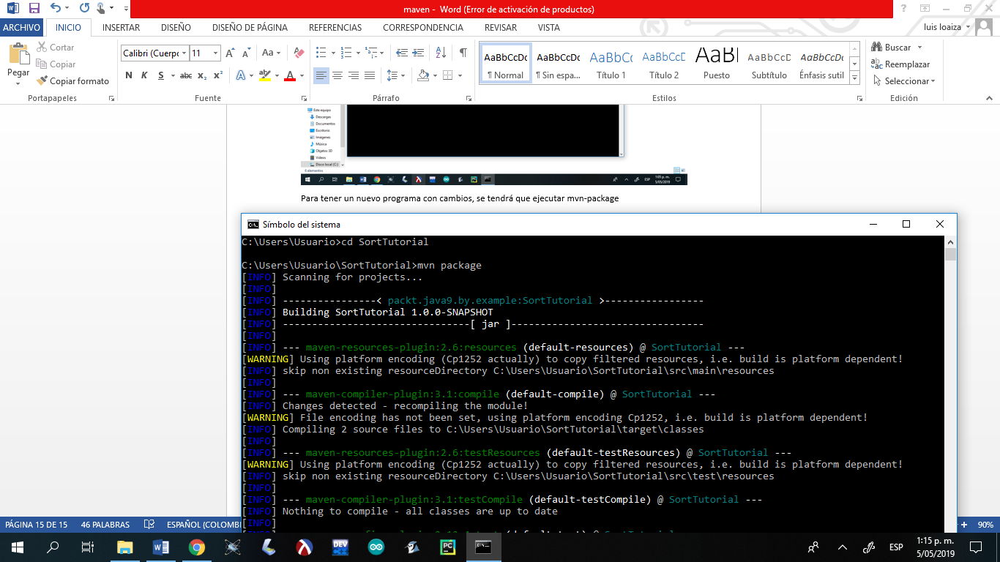 maven - Word (Error de activación de productos)
ARCHIVO INICIO INSERTAR DISEÑO DISEÑO DE PÁGINA REFERENCIAS CORRESPONDENCIA REVISAR VISTA luis loaiza
Pegar
Cortar
Copiar
Copiar formato
Portapapeles
Calibri (Cuerpo 11
N K S abc x₂ x²
Fuente
Párrafo
AaBbCcDc AaBbCcDc AaBbCc AaBbCcD AaBl AaBbCcD AaBbCcDc
¶ Normal ¶ Sin espa... Título 1 Título 2 Puesto Subtítulo Énfasis sutil
Estilos
Buscar
Reemplazar
Seleccionar
Edición
Este equipo
Descargas
Documentos
Escritorio
Imágenes
Música
Objetos 3D
Videos
Disco local (C:)
6 elementos
ESP
1:05 p. m.
5/05/2019
Para tener un nuevo programa con cambios, se tendrá que ejecutar mvn-package
Símbolo del sistema
C:\Users\Usuario>cd SortTutorial
C:\Users\Usuario\SortTutorial>mvn package
[INFO] Scanning for projects...
[INFO]
[INFO] ----------------< packt.java9.by.example:SortTutorial >-----------------
[INFO] Building SortTutorial 1.0.0-SNAPSHOT
[INFO] --------------------------------[ jar ]---------------------------------
[INFO]
[INFO] --- maven-resources-plugin:2.6:resources (default-resources) @ SortTutorial ---
[WARNING] Using platform encoding (Cp1252 actually) to copy filtered resources, i.e. build is platform dependent!
[INFO] skip non existing resourceDirectory C:\Users\Usuario\SortTutorial\src\main\resources
[INFO]
[INFO] --- maven-compiler-plugin:3.1:compile (default-compile) @ SortTutorial ---
[INFO] Changes detected - recompiling the module!
[WARNING] File encoding has not been set, using platform encoding Cp1252, i.e. build is platform dependent!
[INFO] Compiling 2 source files to C:\Users\Usuario\SortTutorial\target\classes
[INFO]
[INFO] --- maven-resources-plugin:2.6:testResources (default-testResources) @ SortTutorial ---
[WARNING] Using platform encoding (Cp1252 actually) to copy filtered resources, i.e. build is platform dependent!
[INFO] skip non existing resourceDirectory C:\Users\Usuario\SortTutorial\src\test\resources
[INFO]
[INFO] --- maven-compiler-plugin:3.1:testCompile (default-testCompile) @ SortTutorial ---
[INFO] Nothing to compile - all classes are up to date
[INFO]
PÁGINA 15 DE 15 46 PALABRAS ESPAÑOL (COLOMBI 90%
DEV
PC
ESP
1:15 p. m.
5/05/2019